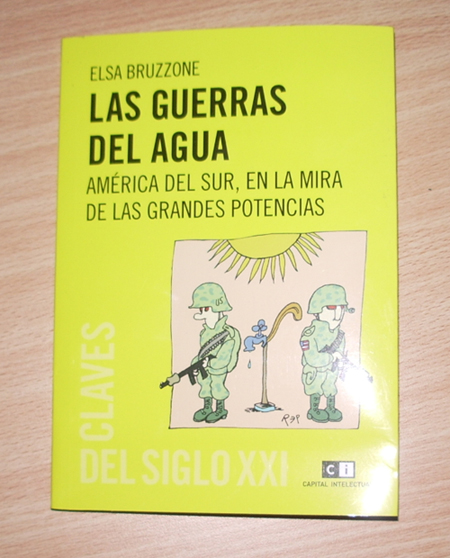 ELSA BRUZZONE
LAS GUERRAS
DEL AGUA
AMÉRICA DEL SUR, EN LA MIRA
DE LAS GRANDES POTENCIAS
US
Rep
CLAVES
DEL SIGLO XXI
ci
CAPITAL INTELECTUAL